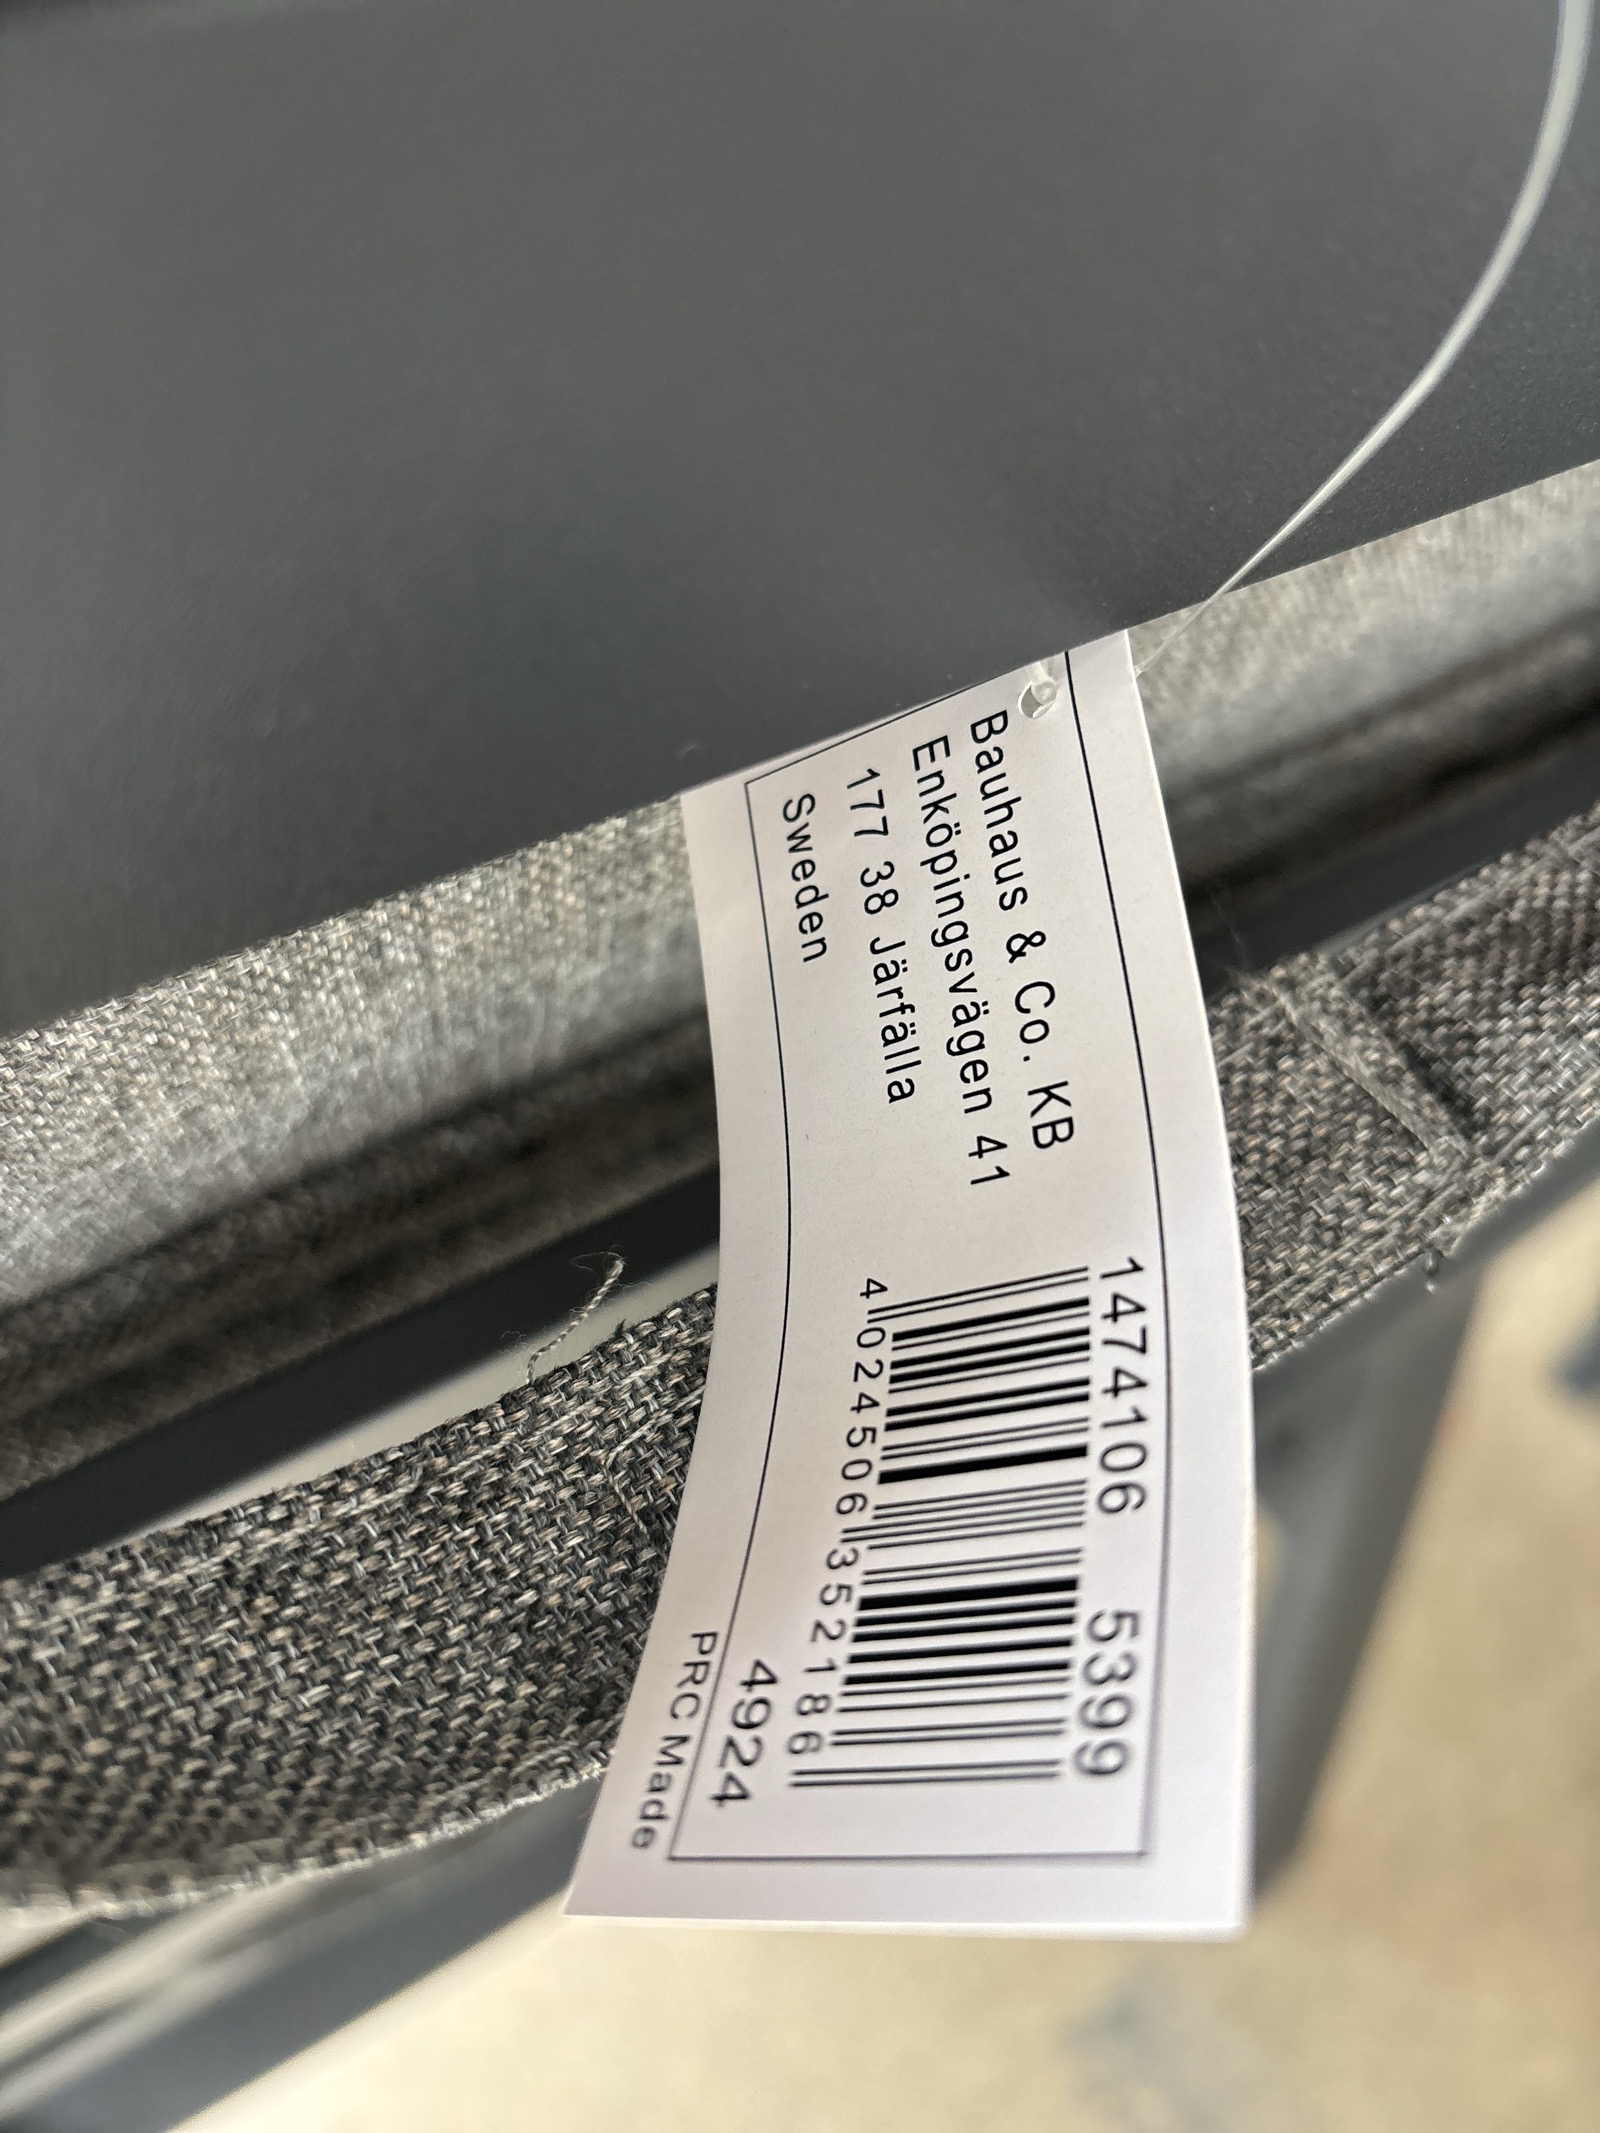 Bauhaus & Co. KB
Enköpingsvägen 41
177 38 Järfälla
Sweden
1474106 5399
4 024506 352186
4924
PRC Made